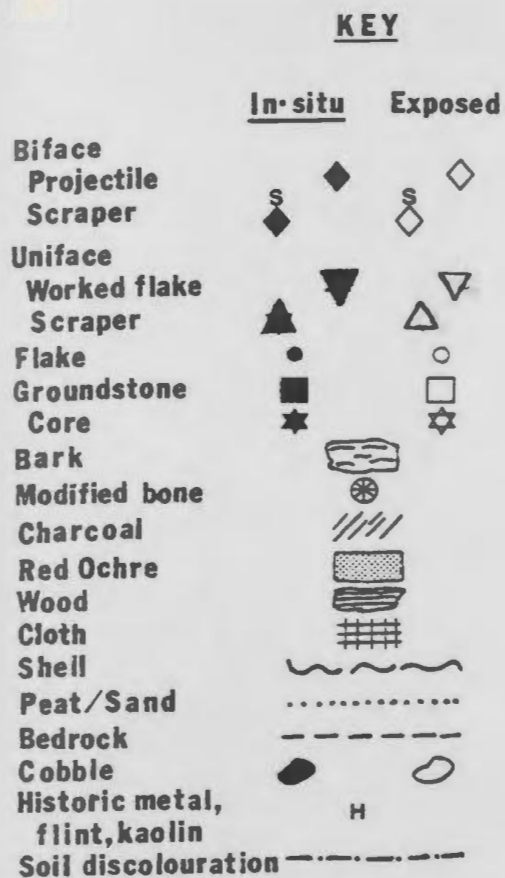 KEY
In-situ Exposed
Biface
Projectile
S S
Scraper
Uniface
Worked flake
Scraper
Flake
Groundstone
Core
Bark
Modified bone
Charcoal
Red Ochre
Wood
Cloth
Shell
Peat/Sand
Bedrock
Cobble
Historic metal, H
flint, kaolin
Soil discolouration